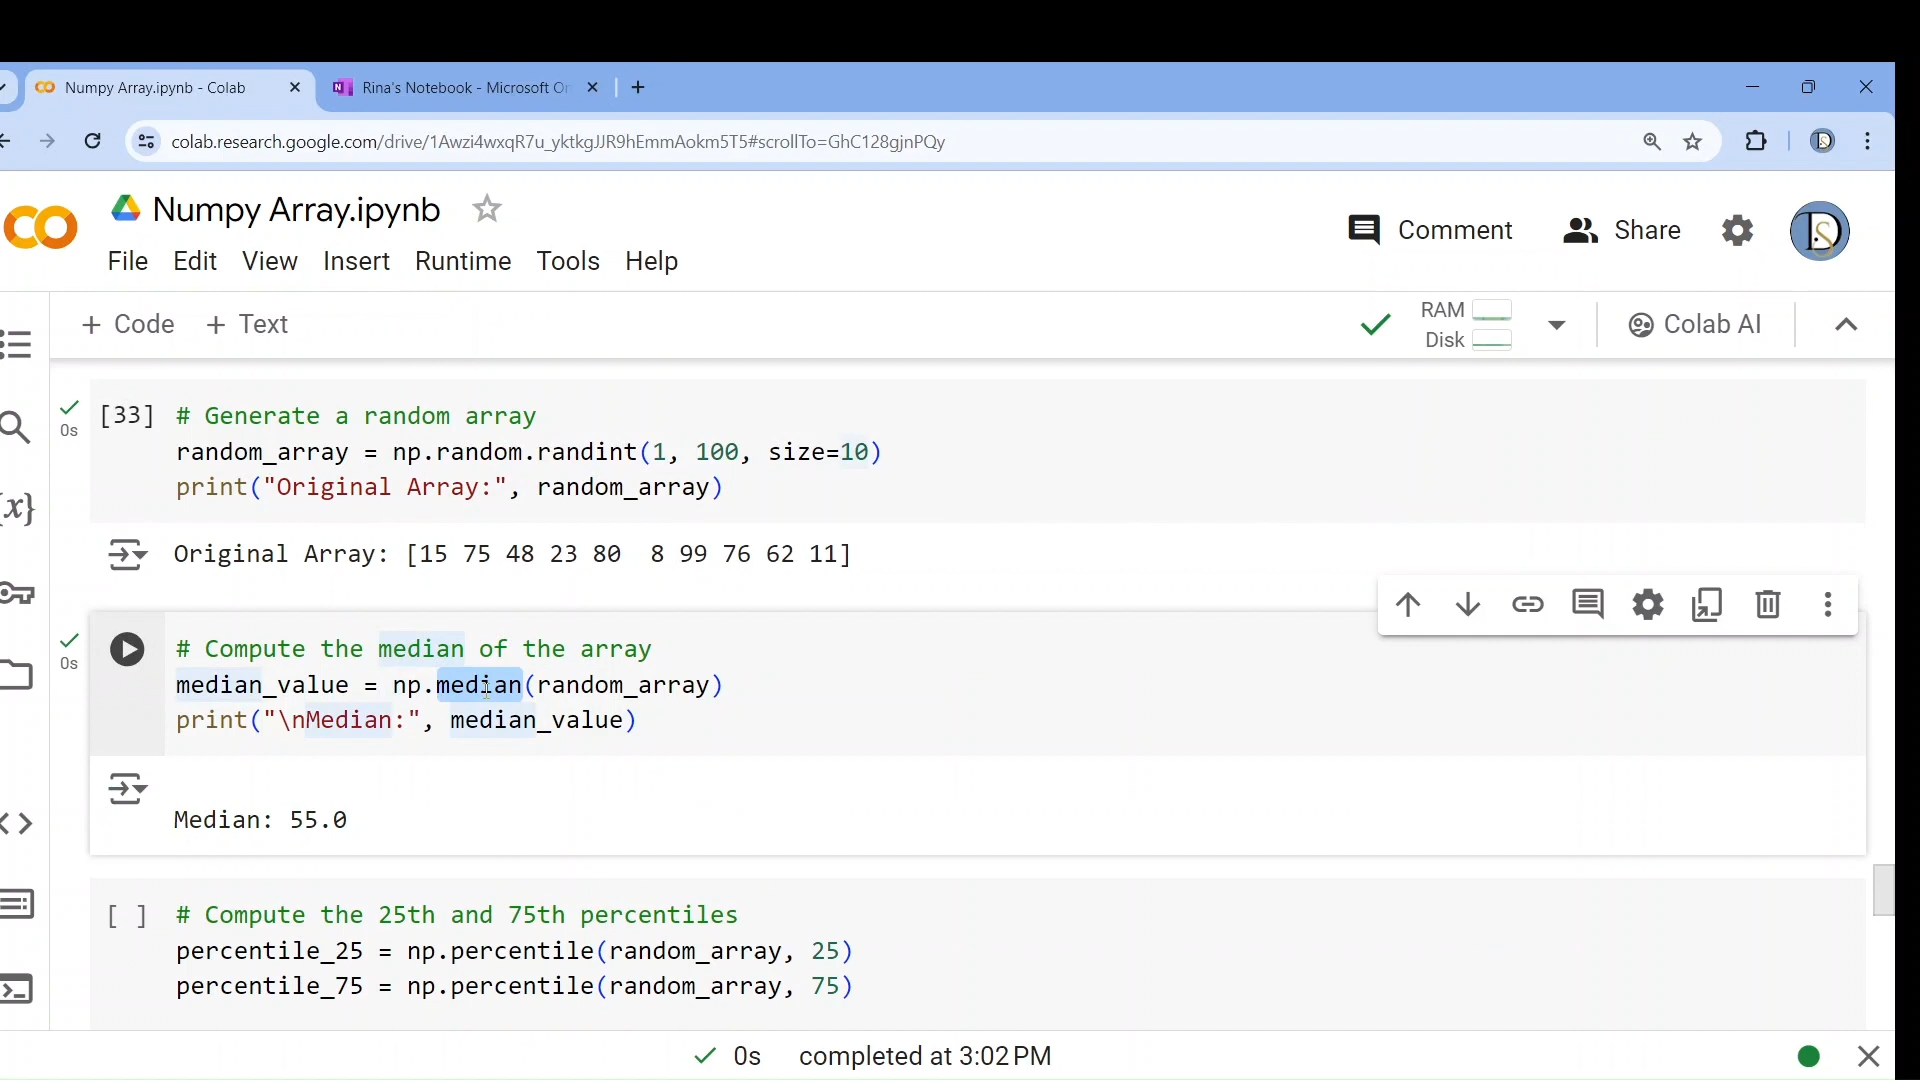 Numpy Array.ipynb - Colab
Rina's Notebook - Microsoft On
colab.research.google.com/drive/1Awzi4wxqR7u_yktkgJJR9hEmmAokm5T5#scrollTo=GhC128gjnPQy
Numpy Array.ipynb
File Edit View Insert Runtime Tools Help
Comment
Share
+ Code + Text
RAM
Disk
Colab AI
[33] # Generate a random array
0s
random_array = np.random.randint(1, 100, size=10)
print("Original Array:", random_array)
{x}
Original Array: [15 75 48 23 80  8 99 76 62 11]
# Compute the median of the array
0s
median_value = np.median(random_array)
print("\nMedian:", median_value)
Median: 55.0
[ ] # Compute the 25th and 75th percentiles
percentile_25 = np.percentile(random_array, 25)
percentile_75 = np.percentile(random_array, 75)
0s completed at 3:02 PM